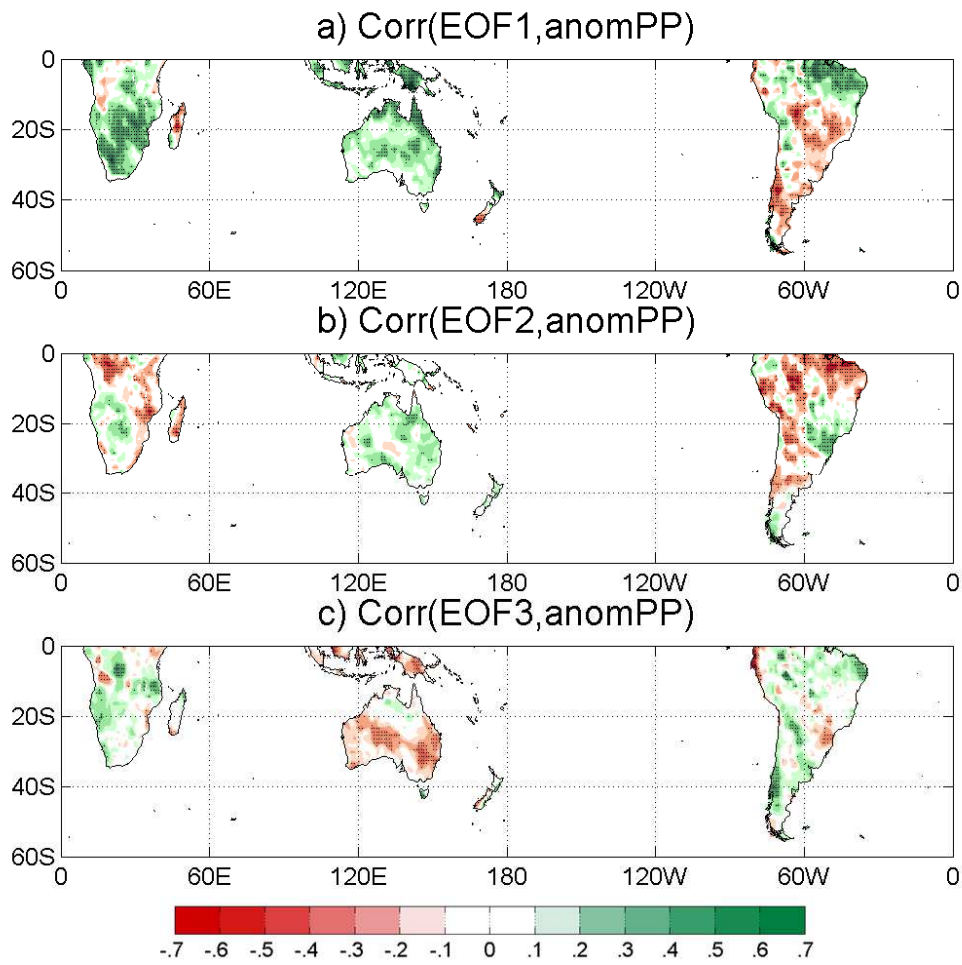 a) Corr(EOF1,anomPP)
0
20S
40S
60S
0 60E 120E 180 120W 60W 0
b) Corr(EOF2,anomPP)
0
20S
40S
60S
0 60E 120E 180 120W 60W 0
c) Corr(EOF3,anomPP)
0
20S
40S
60S
0 60E 120E 180 120W 60W 0
-.7 -.6 -.5 -.4 -.3 -.2 -.1 0 .1 .2 .3 .4 .5 .6 .7